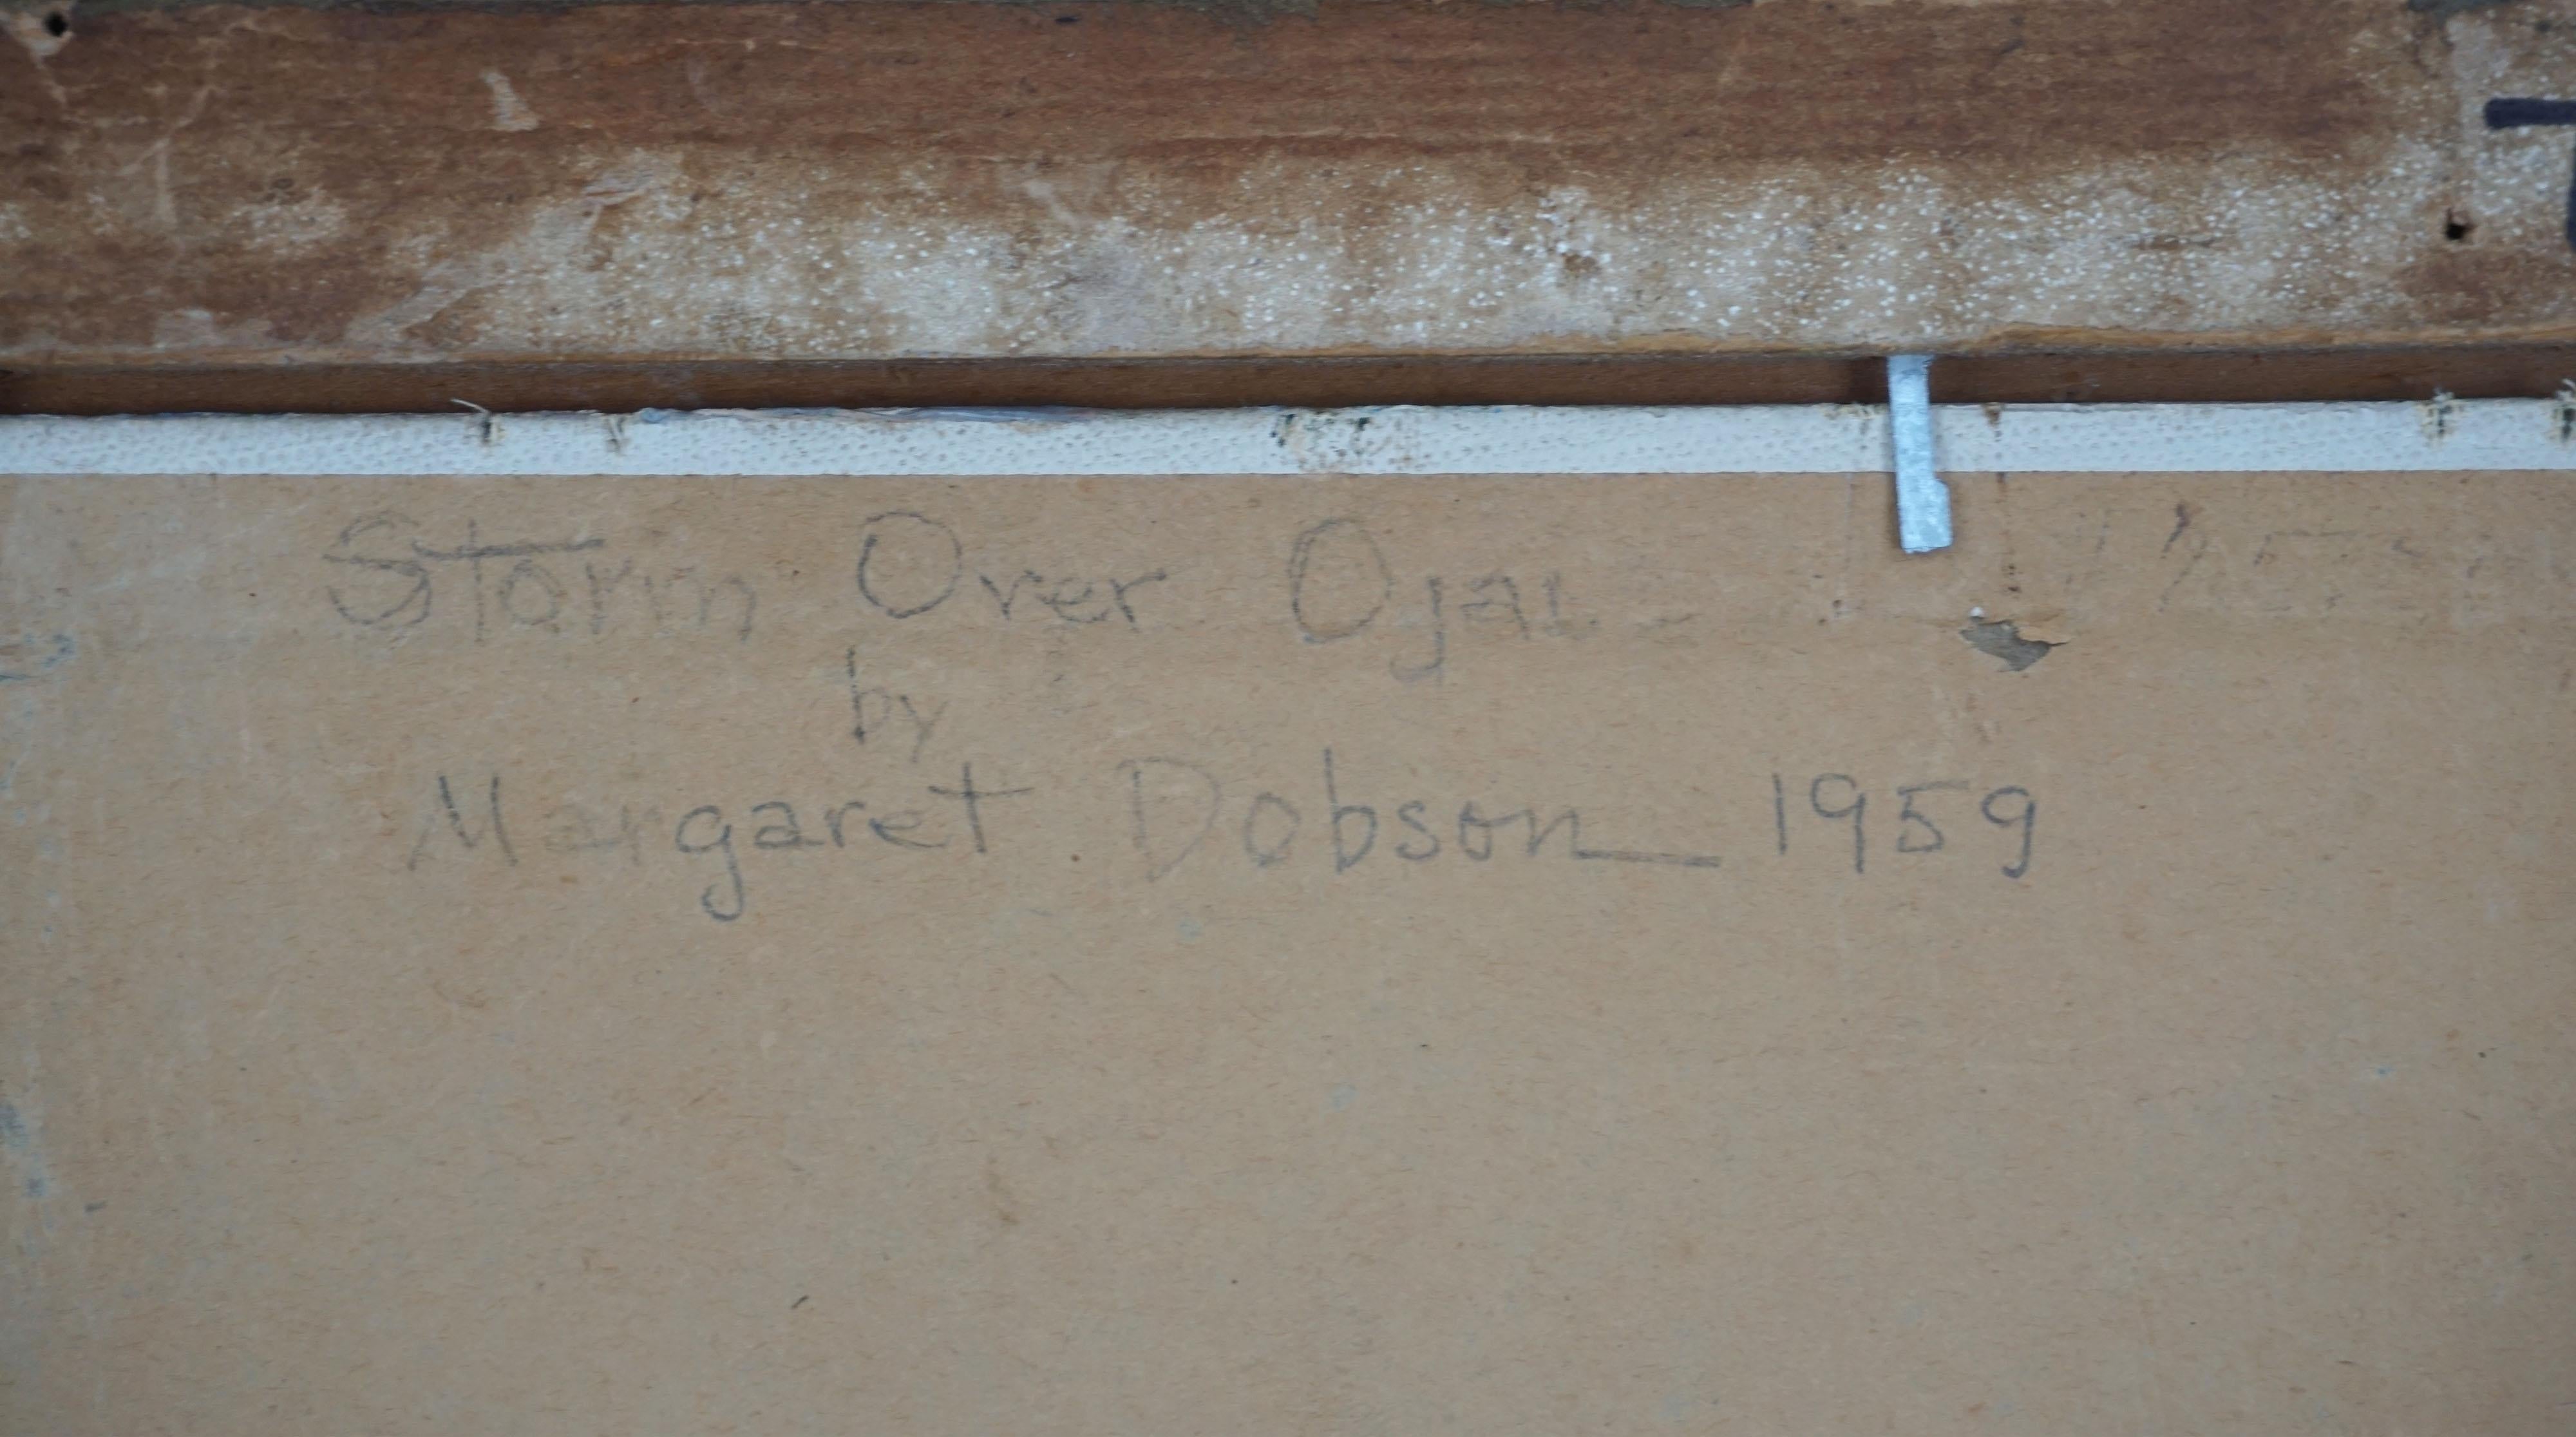 Storm Over Ojai
by
Margaret Dobson 1959